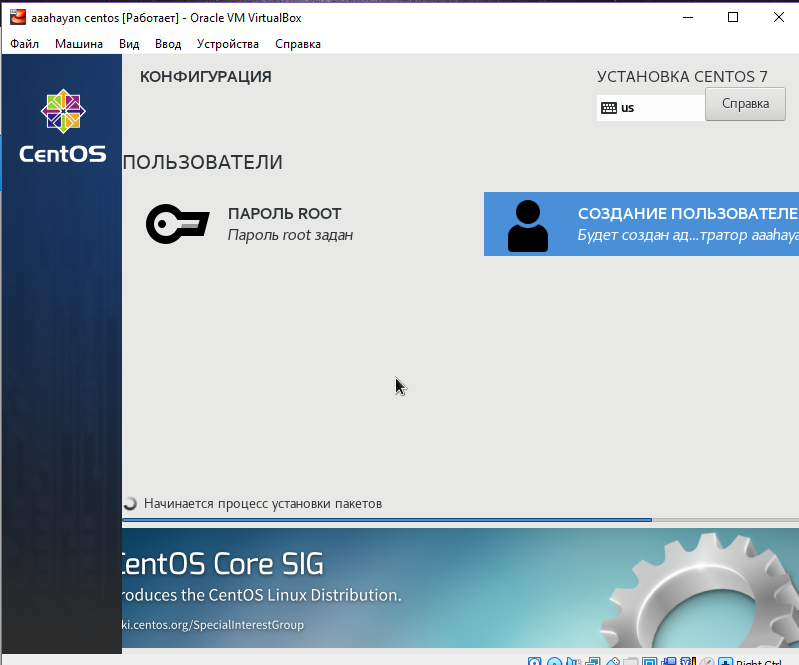 aaahayan centos [Работает] - Oracle VM VirtualBox
Файл Машина Вид Ввод Устройства Справка
КОНФИГУРАЦИЯ
УСТАНОВКА CENTOS 7
us
Справка
CentOS
ПОЛЬЗОВАТЕЛИ
ПАРОЛЬ ROOT
Пароль root задан
СОЗДАНИЕ ПОЛЬЗОВАТЕЛЕ
Будет создан ад...тратор aaahaya
Начинается процесс установки пакетов
CentOS Core SIG
roduces the CentOS Linux Distribution.
ki.centos.org/SpecialInterestGroup
Right Ctrl